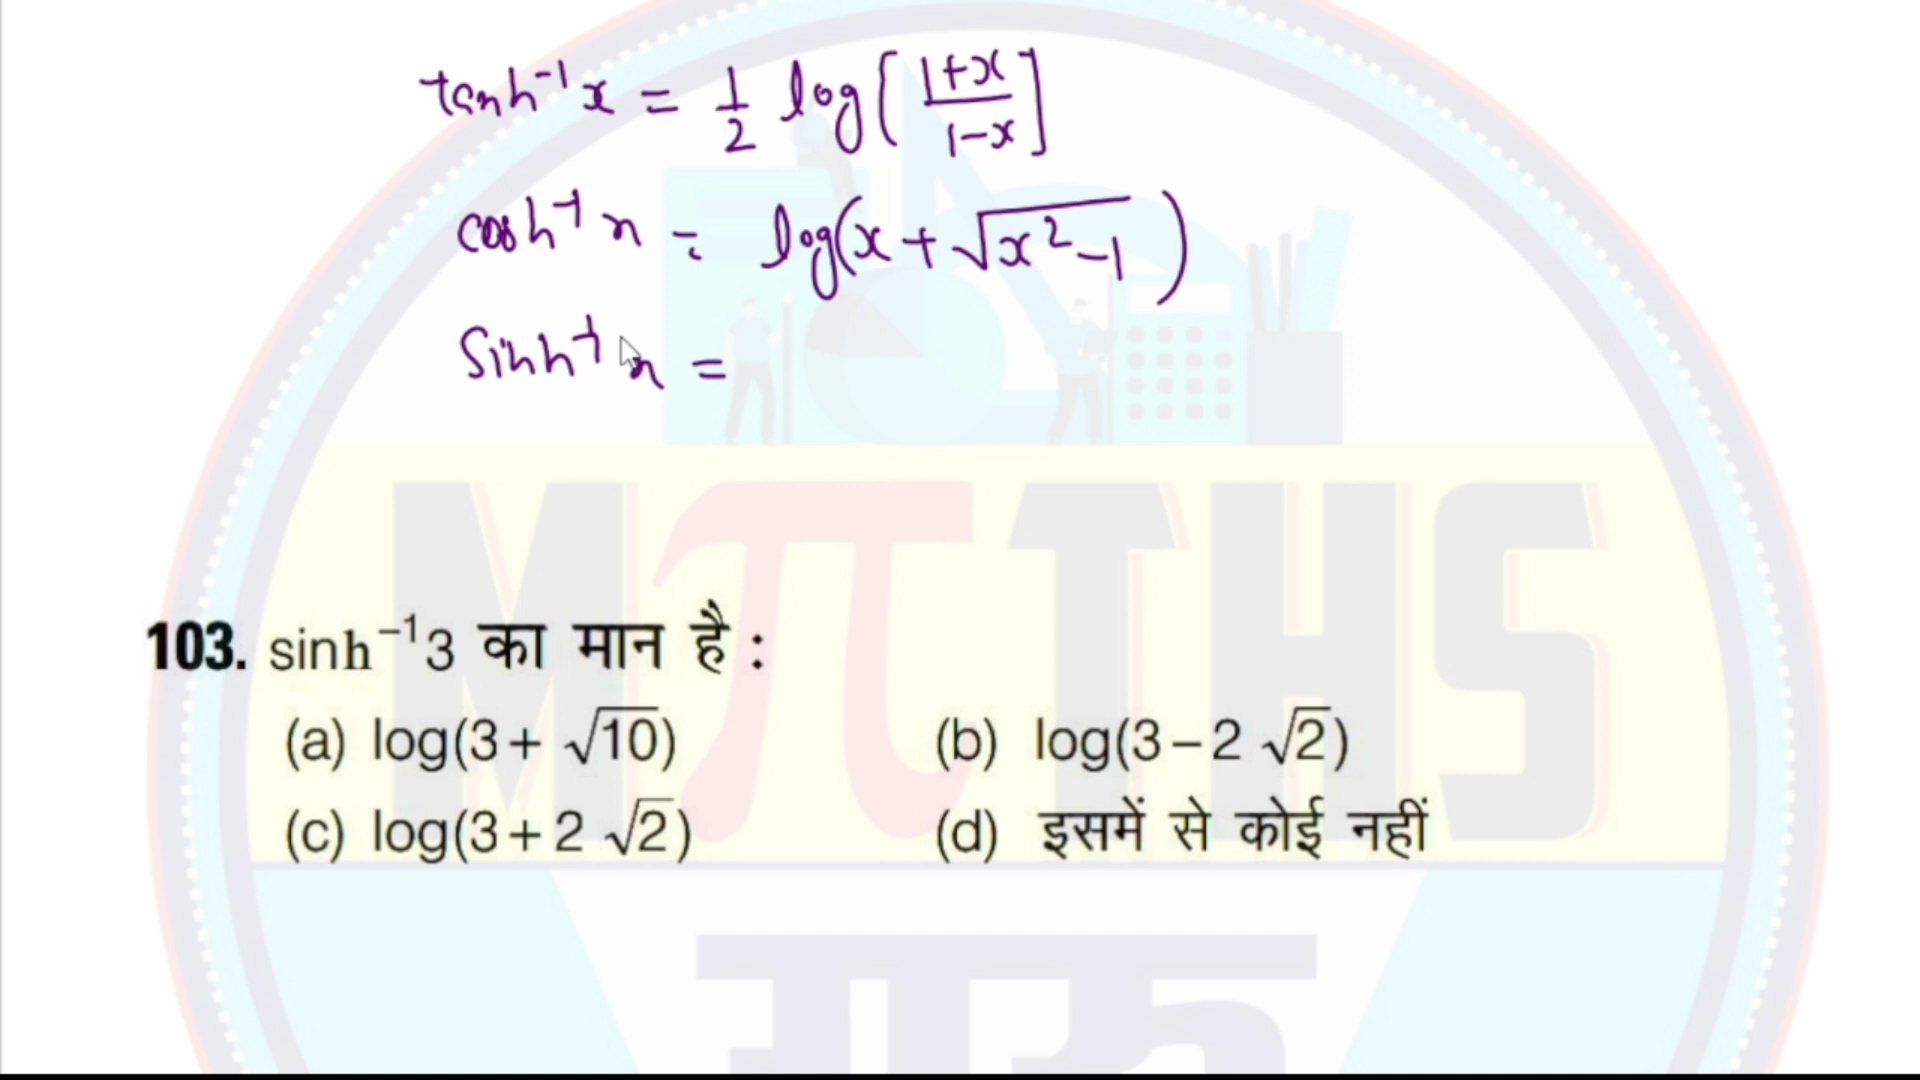 tanh⁻¹x = 1/2 log[1+x/1-x]
cosh⁻¹x = log(x + √x²-1)
Sinh⁻¹x =
MπTHS
103. sinh⁻¹3 का मान है :
(a) log(3+ √10) (b) log(3-2 √2)
(c) log(3+2 √2) (d) इसमें से कोई नहीं